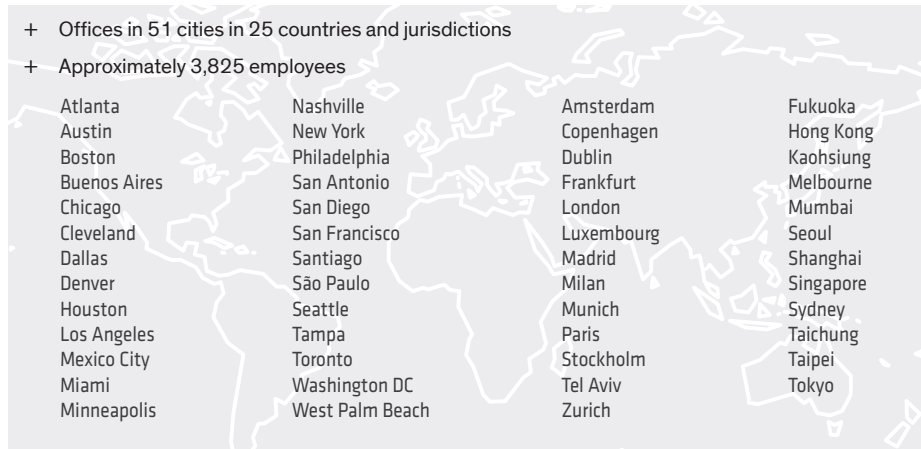 + Offices in 51 cities in 25 countries and jurisdictions
+ Approximately 3,825 employees
Atlanta
Austin
Boston
Buenos Aires
Chicago
Cleveland
Dallas
Denver
Houston
Los Angeles
Mexico City
Miami
Minneapolis
Nashville
New York
Philadelphia
San Antonio
San Diego
San Francisco
Santiago
São Paulo
Seattle
Tampa
Toronto
Washington DC
West Palm Beach
Amsterdam
Copenhagen
Dublin
Frankfurt
London
Luxembourg
Madrid
Milan
Munich
Paris
Stockholm
Tel Aviv
Zurich
Fukuoka
Hong Kong
Kaohsiung
Melbourne
Mumbai
Seoul
Shanghai
Singapore
Sydney
Taichung
Taipei
Tokyo